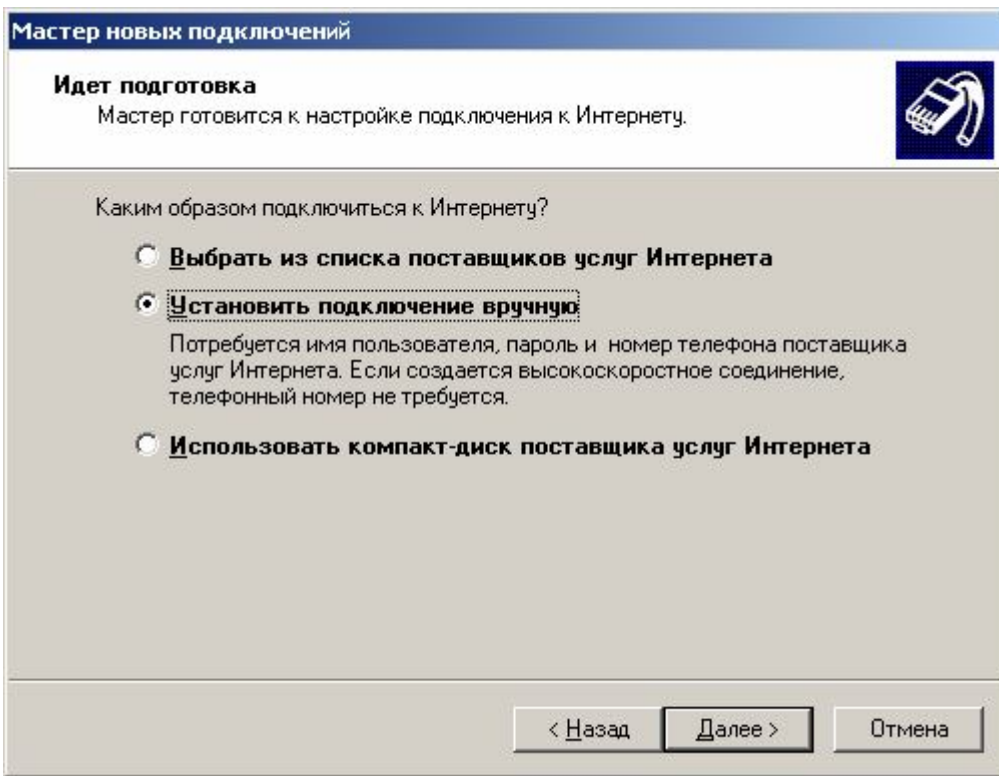 Мастер новых подключений
Идет подготовка
Мастер готовится к настройке подключения к Интернету.
Каким образом подключиться к Интернету?
Выбрать из списка поставщиков услуг Интернета
Установить подключение вручную
Потребуется имя пользователя, пароль и номер телефона поставщика
услуг Интернета. Если создается высокоскоростное соединение,
телефонный номер не требуется.
Использовать компакт-диск поставщика услуг Интернета
< Назад Далее > Отмена